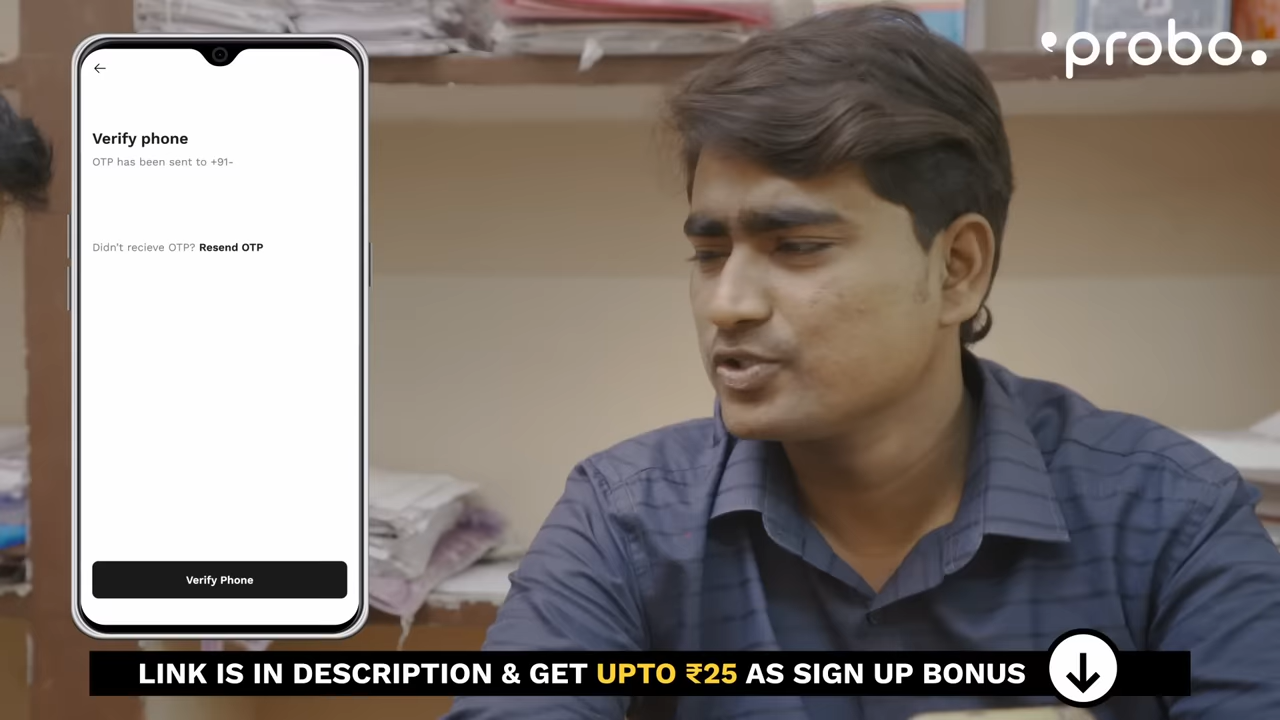 probo.
Verify phone
OTP has been sent to +91-
Didn't recieve OTP? Resend OTP
Verify Phone
LINK IS IN DESCRIPTION & GET UPTO ₹25 AS SIGN UP BONUS